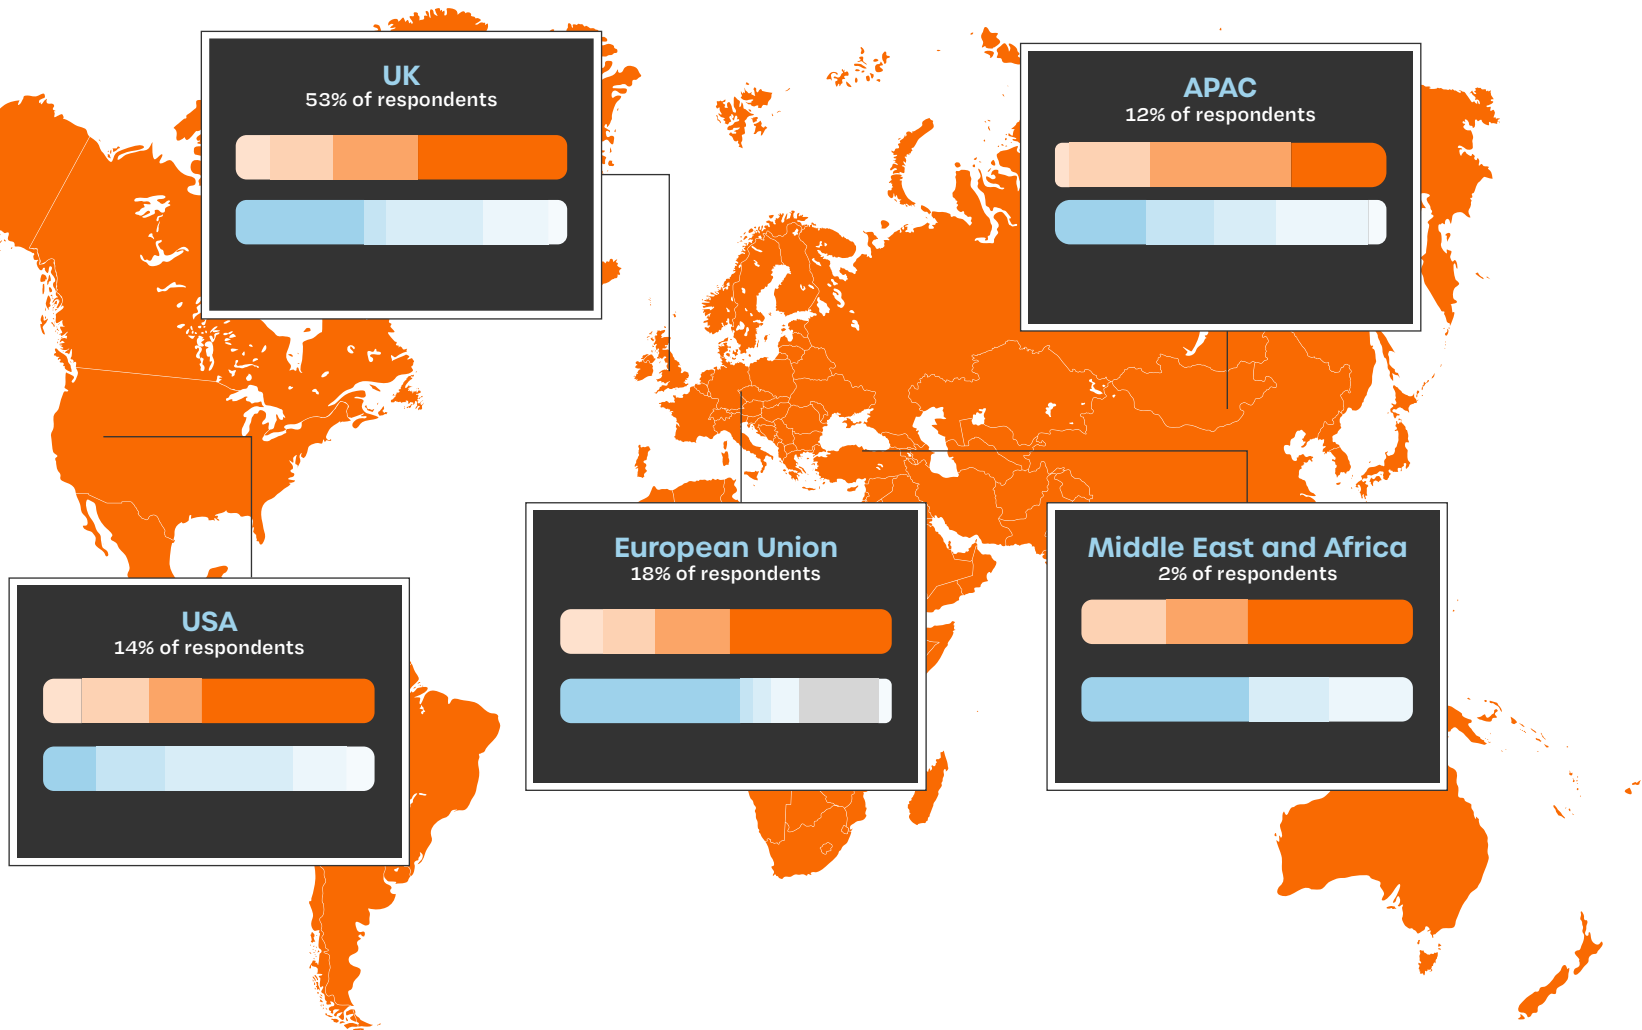 UK
53% of respondents
APAC
12% of respondents
European Union
18% of respondents
Middle East and Africa
2% of respondents
USA
14% of respondents